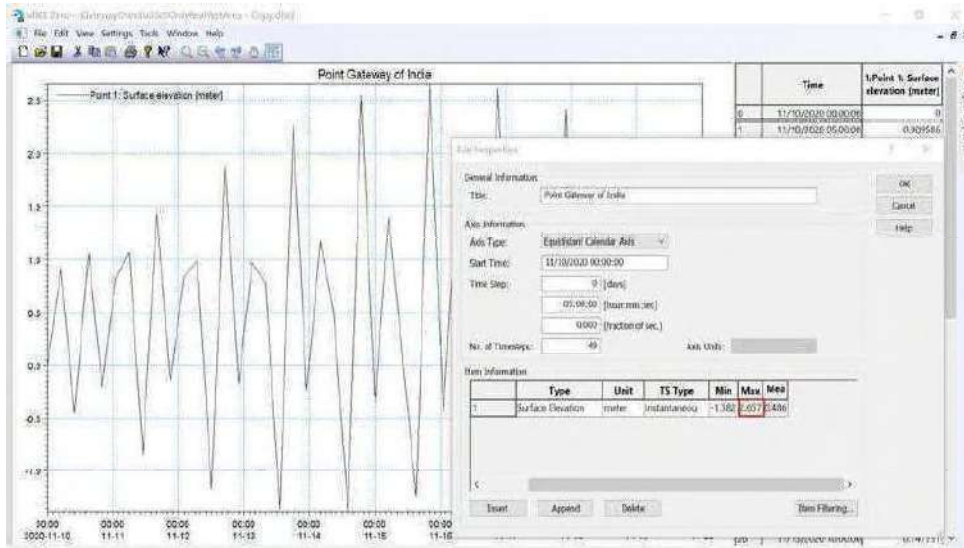 File Edit View Settings Tools Window Help
Point Gateway of India
Point 1: Surface elevation [meter]
2.5
2.0
1.5
1.0
0.5
0.0
-0.5
-1.0
00:00 00:00 00:00 00:00 00:00 00:00 00:00
2020-11-10 11-11 11-12 11-13 11-14 11-15 11-16
Time 1:Point 1: Surface elevation [meter]
0 11/10/2020 00:00:00 0
1 11/10/2020 05:00:00 0.909586
File Properties
General Information
Title: Point Gateway of India
OK
Cancel
Help
Axis Information
Axis Type: Equidistant Calendar Axis
Start Time: 11/10/2020 00:00:00
Time Step: 0 [days]
05:00:00 [hour:min:sec]
0.000 [fraction of sec.]
No. of Timesteps: 49 Axis Units:
Item Information
Type Unit TS Type Min Max Mea
1 Surface Elevation meter Instantaneou -1.382 2.657 0.486
Insert Append Delete Item Filtering...